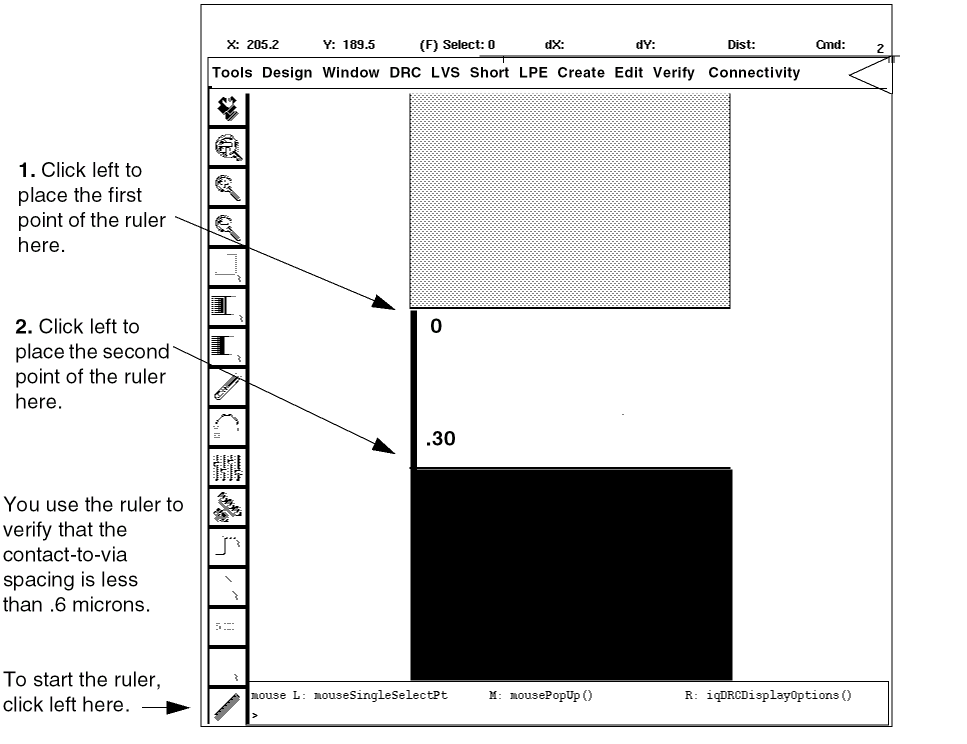 X: 205.2 Y: 189.5 (F) Select: 0 dX: dY: Dist: Cmd: 2
Tools Design Window DRC LVS Short LPE Create Edit Verify Connectivity
1. Click left to
place the first
point of the ruler
here.
0
2. Click left to
place the second
point of the ruler
here.
.30
You use the ruler to
verify that the
contact-to-via
spacing is less
than .6 microns.
To start the ruler,
click left here.
mouse L: mouseSingleSelectPt M: mousePopUp() R: iqDRCDisplayOptions()
>